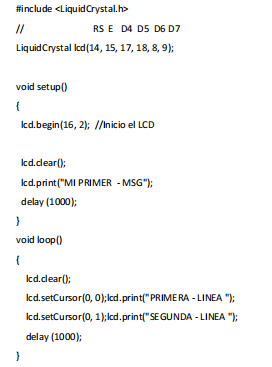 #include <LiquidCrystal.h>
// RS E D4 D5 D6 D7
LiquidCrystal lcd(14, 15, 17, 18, 8, 9);
void setup()
{
lcd.begin(16, 2); //Inicio el LCD
lcd.clear();
lcd.print("MI PRIMER - MSG");
delay (1000);
}
void loop()
{
lcd.clear();
lcd.setCursor(0, 0);lcd.print("PRIMERA - LINEA ");
lcd.setCursor(0, 1);lcd.print("SEGUNDA - LINEA ");
delay (1000);
}